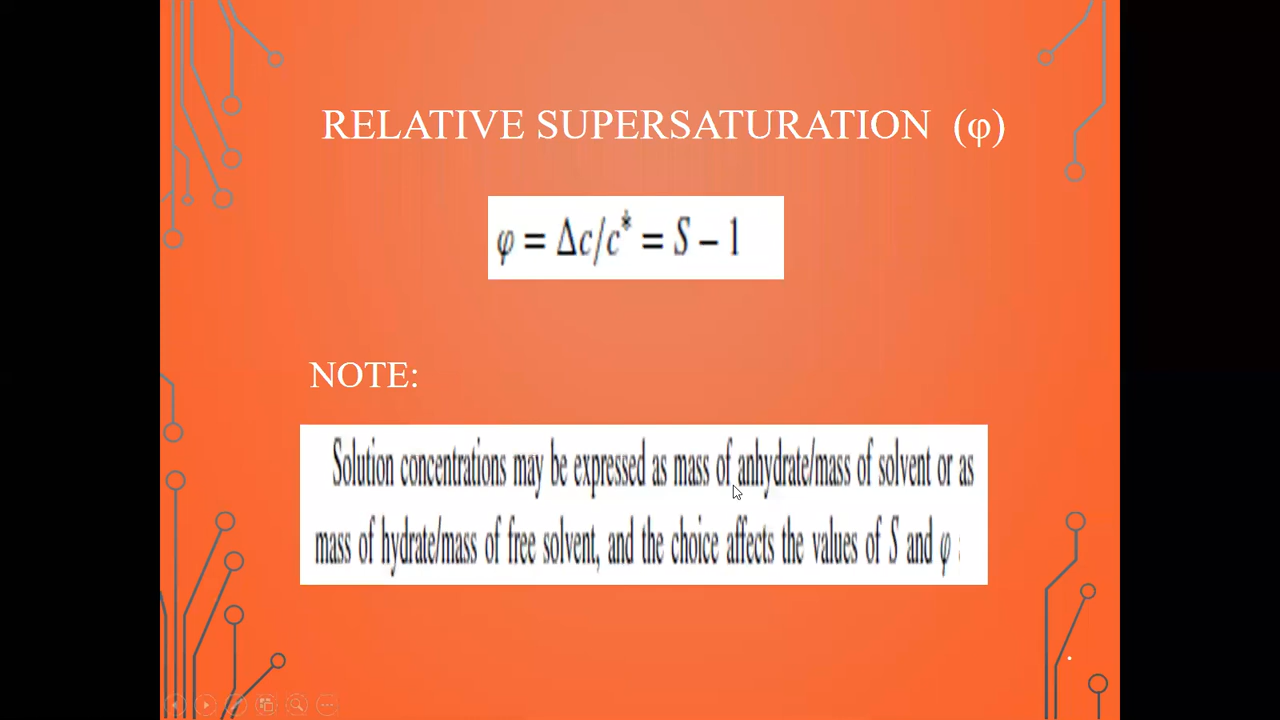 RELATIVE SUPERSATURATION (φ)
φ = Δc/c* = S − 1
NOTE:
Solution concentrations may be expressed as mass of anhydrate/mass of solvent or as
mass of hydrate/mass of free solvent, and the choice affects the values of S and φ :